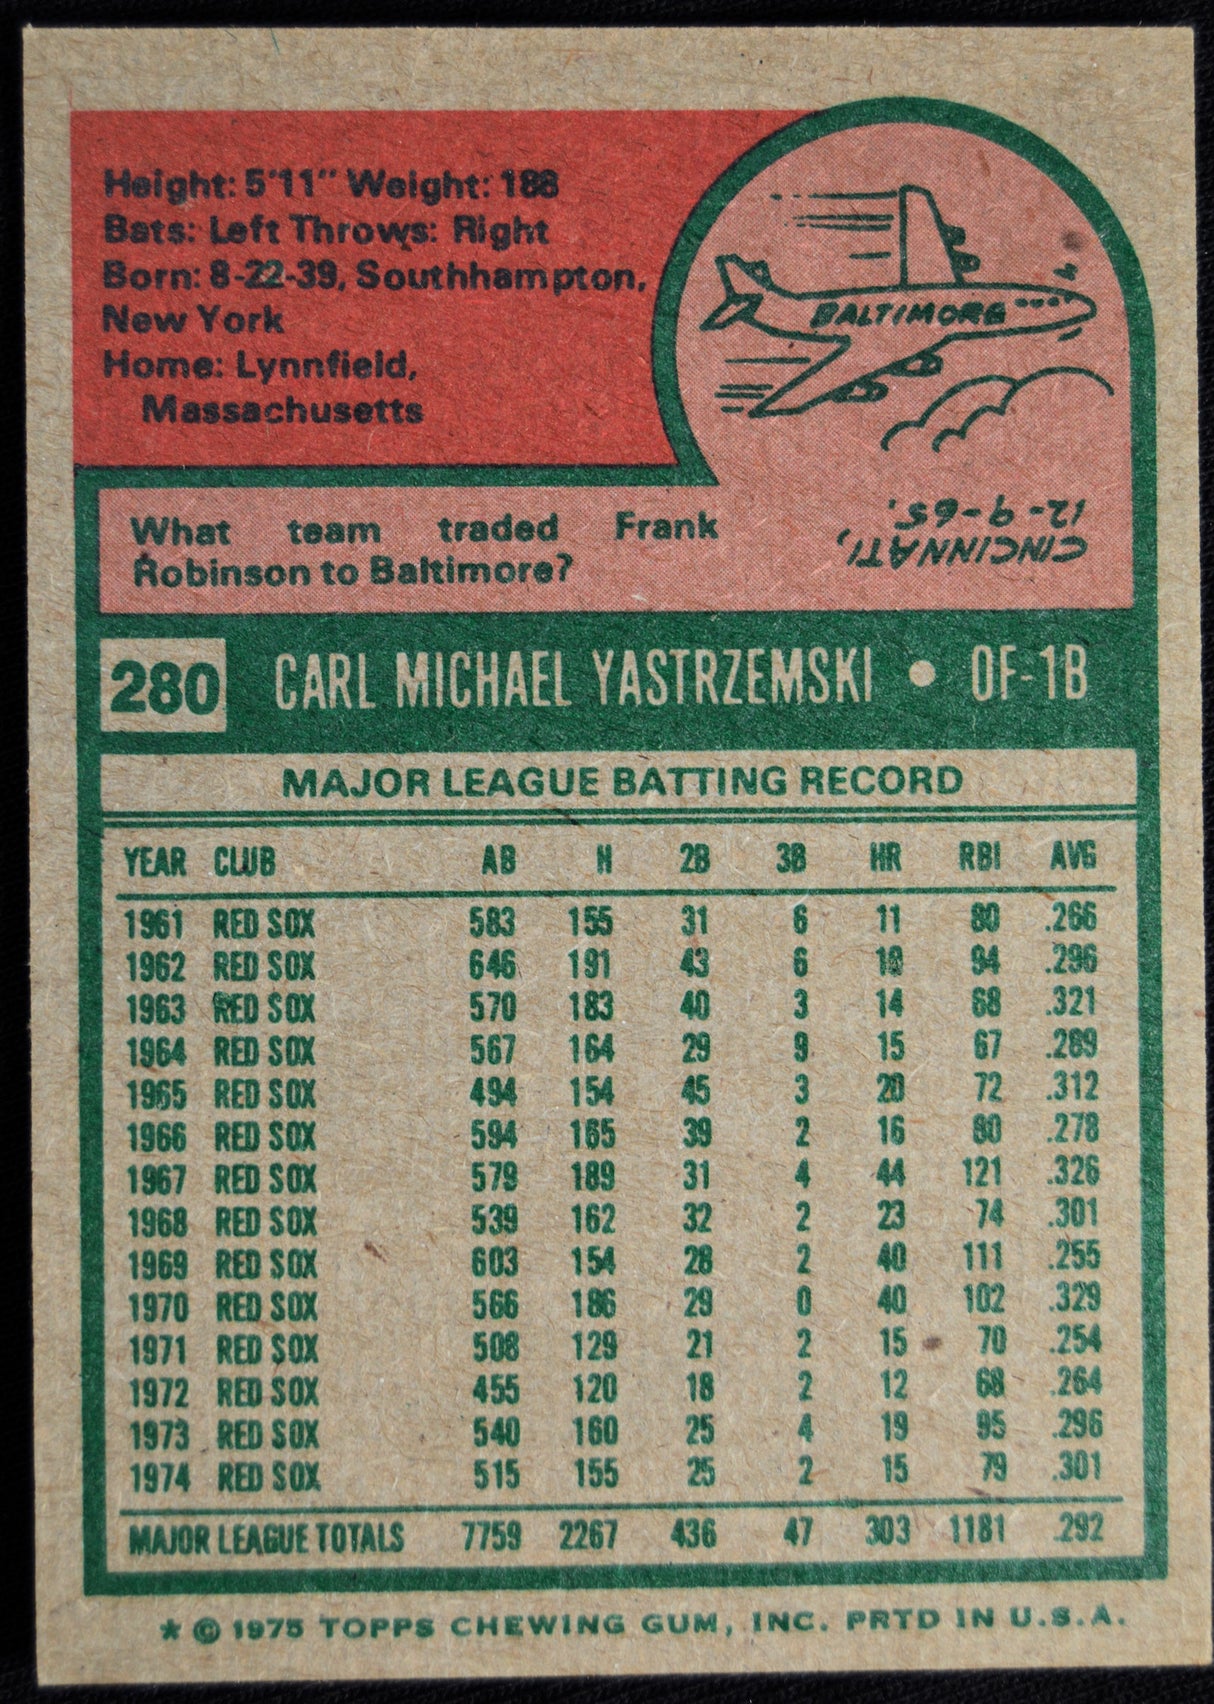 Height: 5'11" Weight: 188
Bats: Left Throws: Right
Born: 8-22-39, Southhampton,
New York
Home: Lynnfield,
Massachusetts
BALTIMORE
What team traded Frank
Robinson to Baltimore?
CINCINNATI,
12-9-65.
280 CARL MICHAEL YASTRZEMSKI • OF-1B
MAJOR LEAGUE BATTING RECORD
YEAR CLUB AB H 2B 3B HR RBI AVG
1961 RED SOX 583 155 31 6 11 80 .266
1962 RED SOX 646 191 43 6 19 94 .296
1963 RED SOX 570 183 40 3 14 68 .321
1964 RED SOX 567 164 29 9 15 67 .289
1965 RED SOX 494 154 45 3 20 72 .312
1966 RED SOX 594 165 39 2 16 80 .278
1967 RED SOX 579 189 31 4 44 121 .326
1968 RED SOX 539 162 32 2 23 74 .301
1969 RED SOX 603 154 28 2 40 111 .255
1970 RED SOX 566 186 29 0 40 102 .329
1971 RED SOX 508 129 21 2 15 70 .254
1972 RED SOX 455 120 18 2 12 68 .264
1973 RED SOX 540 160 25 4 19 95 .296
1974 RED SOX 515 155 25 2 15 79 .301
MAJOR LEAGUE TOTALS 7759 2267 436 47 303 1181 .292
* © 1975 TOPPS CHEWING GUM, INC. PRTD IN U.S.A.